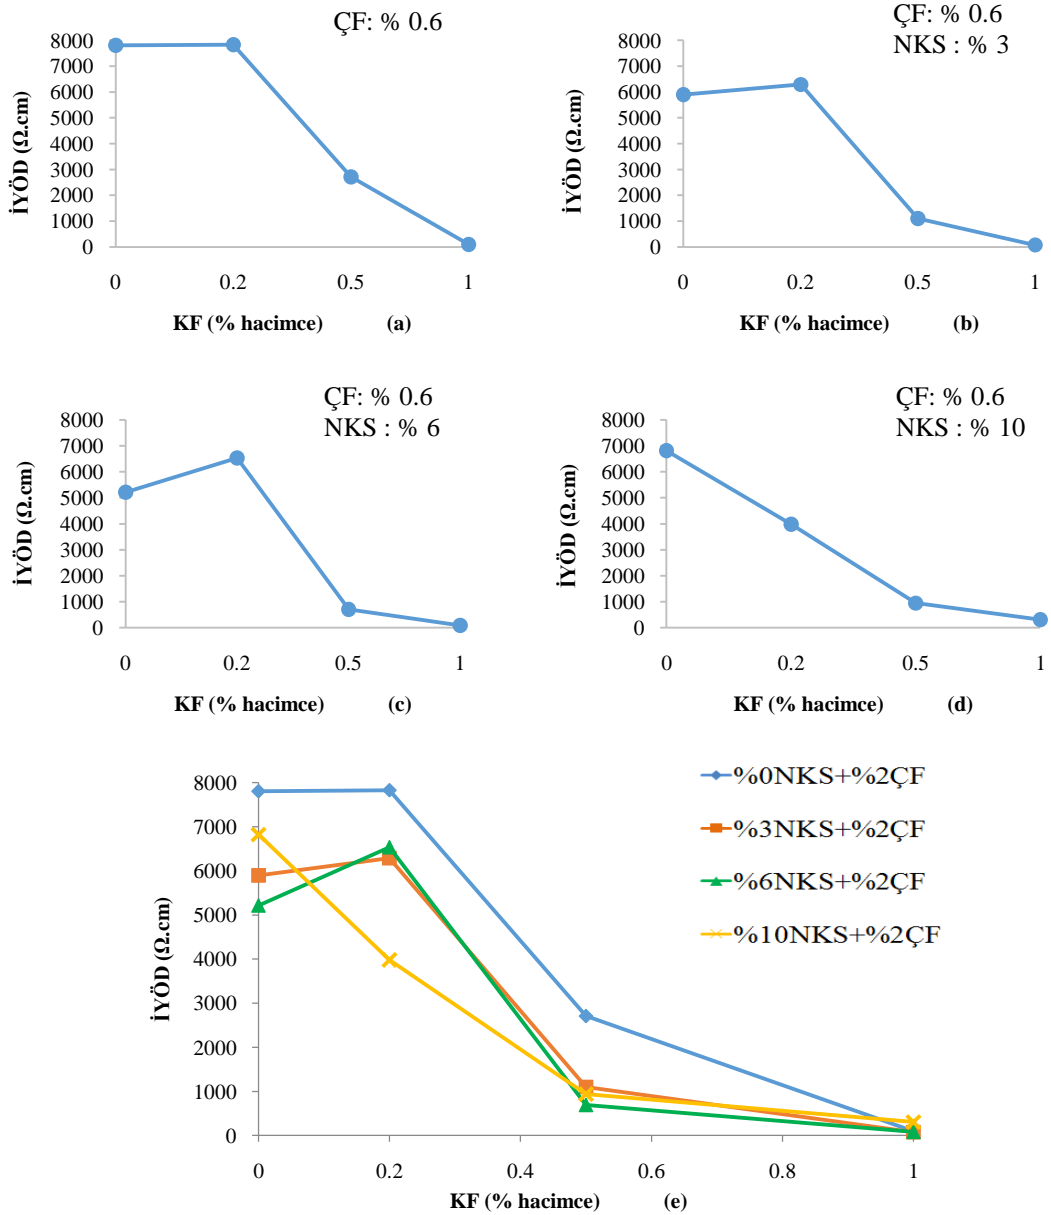 ÇF: % 0.6
8000
7000
6000
5000
4000
3000
2000
1000
0
İYÖD (Ω.cm)
0 0.2 0.5 1
KF (% hacimce) (a)
ÇF: % 0.6
NKS : % 3
8000
7000
6000
5000
4000
3000
2000
1000
0
İYÖD (Ω.cm)
0 0.2 0.5 1
KF (% hacimce) (b)
ÇF: % 0.6
NKS : % 6
8000
7000
6000
5000
4000
3000
2000
1000
0
İYÖD (Ω.cm)
0 0.2 0.5 1
KF (% hacimce) (c)
ÇF: % 0.6
NKS : % 10
8000
7000
6000
5000
4000
3000
2000
1000
0
İYÖD (Ω.cm)
0 0.2 0.5 1
KF (% hacimce) (d)
%0NKS+%2ÇF
%3NKS+%2ÇF
%6NKS+%2ÇF
%10NKS+%2ÇF
8000
7000
6000
5000
4000
3000
2000
1000
0
İYÖD (Ω.cm)
0 0.2 0.4 0.6 0.8 1
KF (% hacimce) (e)